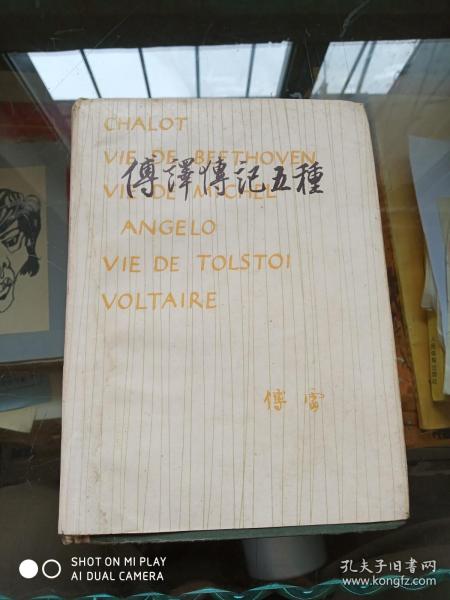 CHALOT
VIE DE BEETHOVEN
傅譯傳記五種
VIE DE MICHEL
ANGELO
VIE DE TOLSTOI
VOLTAIRE
傅雷
SHOT ON MI PLAY
AI DUAL CAMERA
孔夫子旧书网
www.kongfz.com